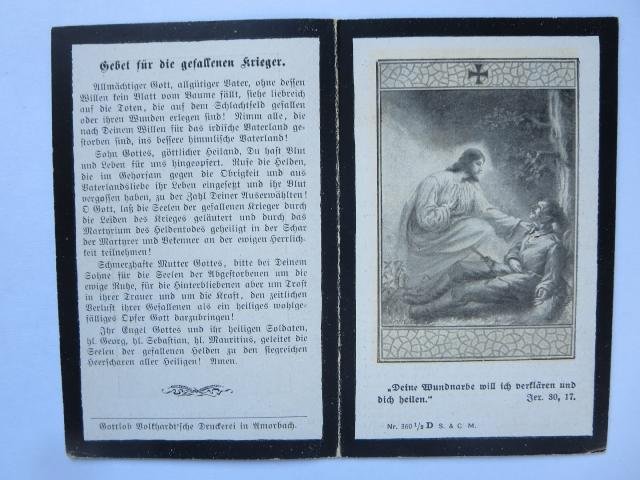 Gebet für die gefallenen Krieger.
Allmächtiger Gott, allgütiger Vater, ohne dessen
Willen kein Blatt vom Baume fällt, siehe liebreich
auf die Toten, die auf dem Schlachtfeld gefallen
oder ihren Wunden erlegen sind! Nimm alle, die
nach Deinem Willen für das irdische Vaterland ge-
storben sind, ins bessere himmlische Vaterland!
Sohn Gottes, göttlicher Heiland, Du hast Blut
und Leben für uns hingeopfert. Rufe die Helden,
die im Gehorsam gegen die Obrigkeit und aus
Vaterlandsliebe ihr Leben eingesetzt und ihr Blut
vergossen haben, zu der Zahl Deiner Auserwählten!
O Gott, laß die Seelen der gefallenen Krieger durch
die Leiden des Krieges geläutert und durch das
Martyrium des Heldentodes geheiligt in der Schar
der Martyrer und Bekenner an der ewigen Herrlich-
keit teilnehmen!
Schmerzhafte Mutter Gottes, bitte bei Deinem
Sohne für die Seelen der Abgestorbenen um die
ewige Ruhe, für die Hinterbliebenen aber um Trost
in ihrer Trauer und um die Kraft, den zeitlichen
Verlust ihrer Gefallenen als ein heiliges wohlge-
fälliges Opfer Gott darzubringen!
Ihr Engel Gottes und ihr heiligen Soldaten,
hl. Georg, hl. Sebastian, hl. Mauritius, geleitet die
Seelen der gefallenen Helden zu den siegreichen
Heerscharen aller Heiligen! Amen.
Gottlob Volkhardt'sche Druckerei in Amorbach.
„Deine Wundnarbe will ich verklären und
dich heilen." Jer. 30, 17.
Nr. 360 1/2 D S. & C. M.